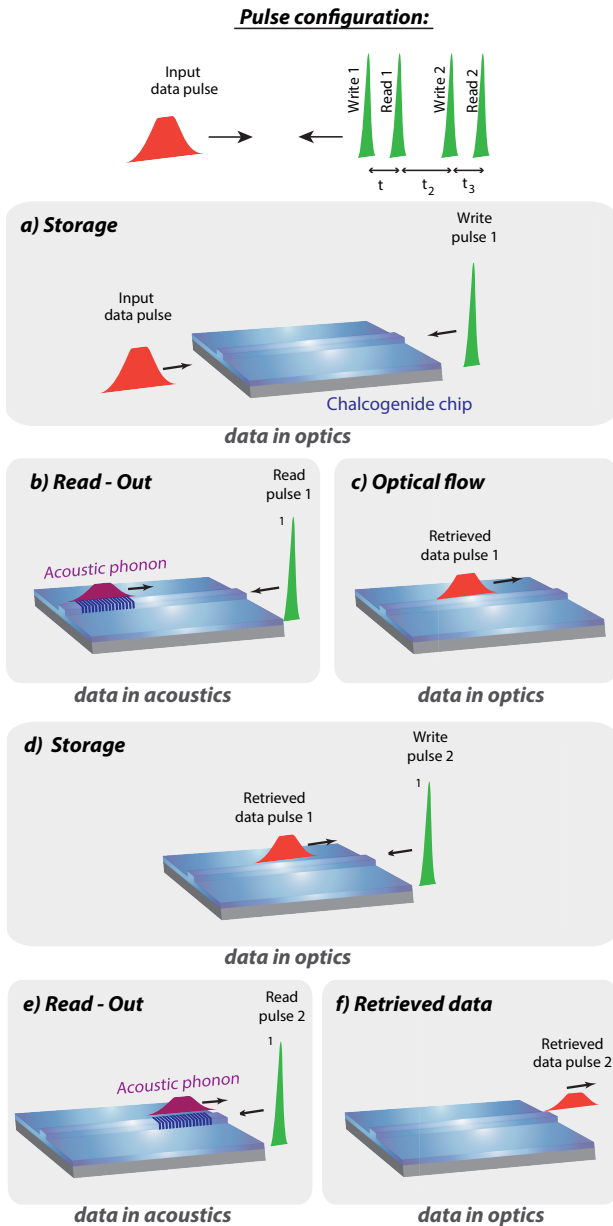 Pulse configuration:
Input
data pulse
Write 1
Read 1
Write 2
Read 2
t
t2
t3
a) Storage
Write
pulse 1
Input
data pulse
Chalcogenide chip
data in optics
b) Read - Out
Read
pulse 1
1
Acoustic phonon
data in acoustics
c) Optical flow
Retrieved
data pulse 1
data in optics
d) Storage
Write
pulse 2
1
Retrieved
data pulse 1
data in optics
e) Read - Out
Read
pulse 2
1
Acoustic phonon
data in acoustics
f) Retrieved data
Retrieved
data pulse 2
data in optics